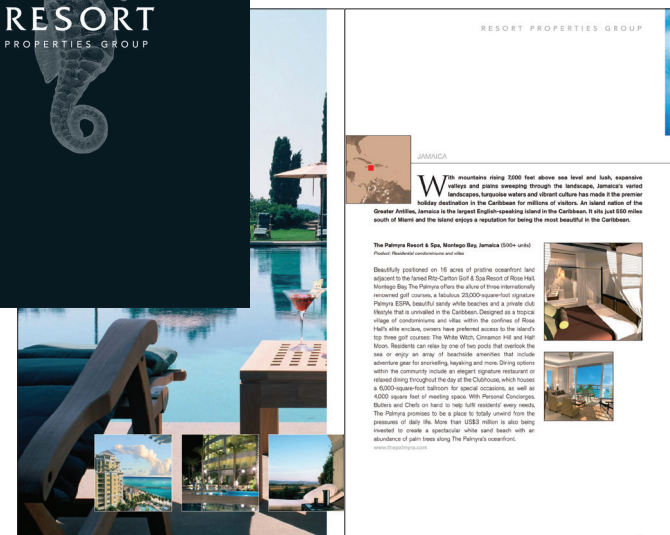 RESORT
PROPERTIES GROUP
RESORT PROPERTIES GROUP
JAMAICA
With mountains rising 7,000 feet above sea level and lush, expansive
valleys and plains sweeping through the landscape, Jamaica's varied
landscapes, turquoise waters and vibrant culture has made it the premier
holiday destination in the Caribbean for millions of visitors. An island nation of the
Greater Antilles, Jamaica is the largest English-speaking island in the Caribbean. It sits just 550 miles
south of Miami and the island enjoys a reputation for being the most beautiful in the Caribbean.
The Palmyra Resort & Spa, Montego Bay, Jamaica (500+ units)
Product: Residential condominiums and villas
Beautifully positioned on 16 acres of pristine oceanfront land
adjacent to the famed Ritz-Carlton Golf & Spa Resort of Rose Hall,
Montego Bay, The Palmyra offers the allure of three internationally
renowned golf courses, a fabulous 23,000-square-foot signature
Palmyra ESPA, beautiful sandy white beaches and a private club
lifestyle that is unrivalled in the Caribbean. Designed as a tropical
village of condominiums and villas within the confines of Rose
Hall's elite enclave, owners have preferred access to the island's
top three golf courses: The White Witch, Cinnamon Hill and Half
Moon. Residents can relax by one of two pools that overlook the
sea or enjoy an array of beachside amenities that include
adventure gear for snorkelling, kayaking and more. Dining options
within the community include an elegant signature restaurant or
relaxed dining throughout the day at the Clubhouse, which houses
a 6,000-square-foot ballroom for special occasions, as well as
4,000 square feet of meeting space. With Personal Concierges,
Butlers and Chefs on hand to help fulfil residents' every needs,
The Palmyra promises to be a place to totally unwind from the
pressures of daily life. More than US$3 million is also being
invested to create a spectacular white sand beach with an
abundance of palm trees along The Palmyra's oceanfront.
www.thepalmyra.com